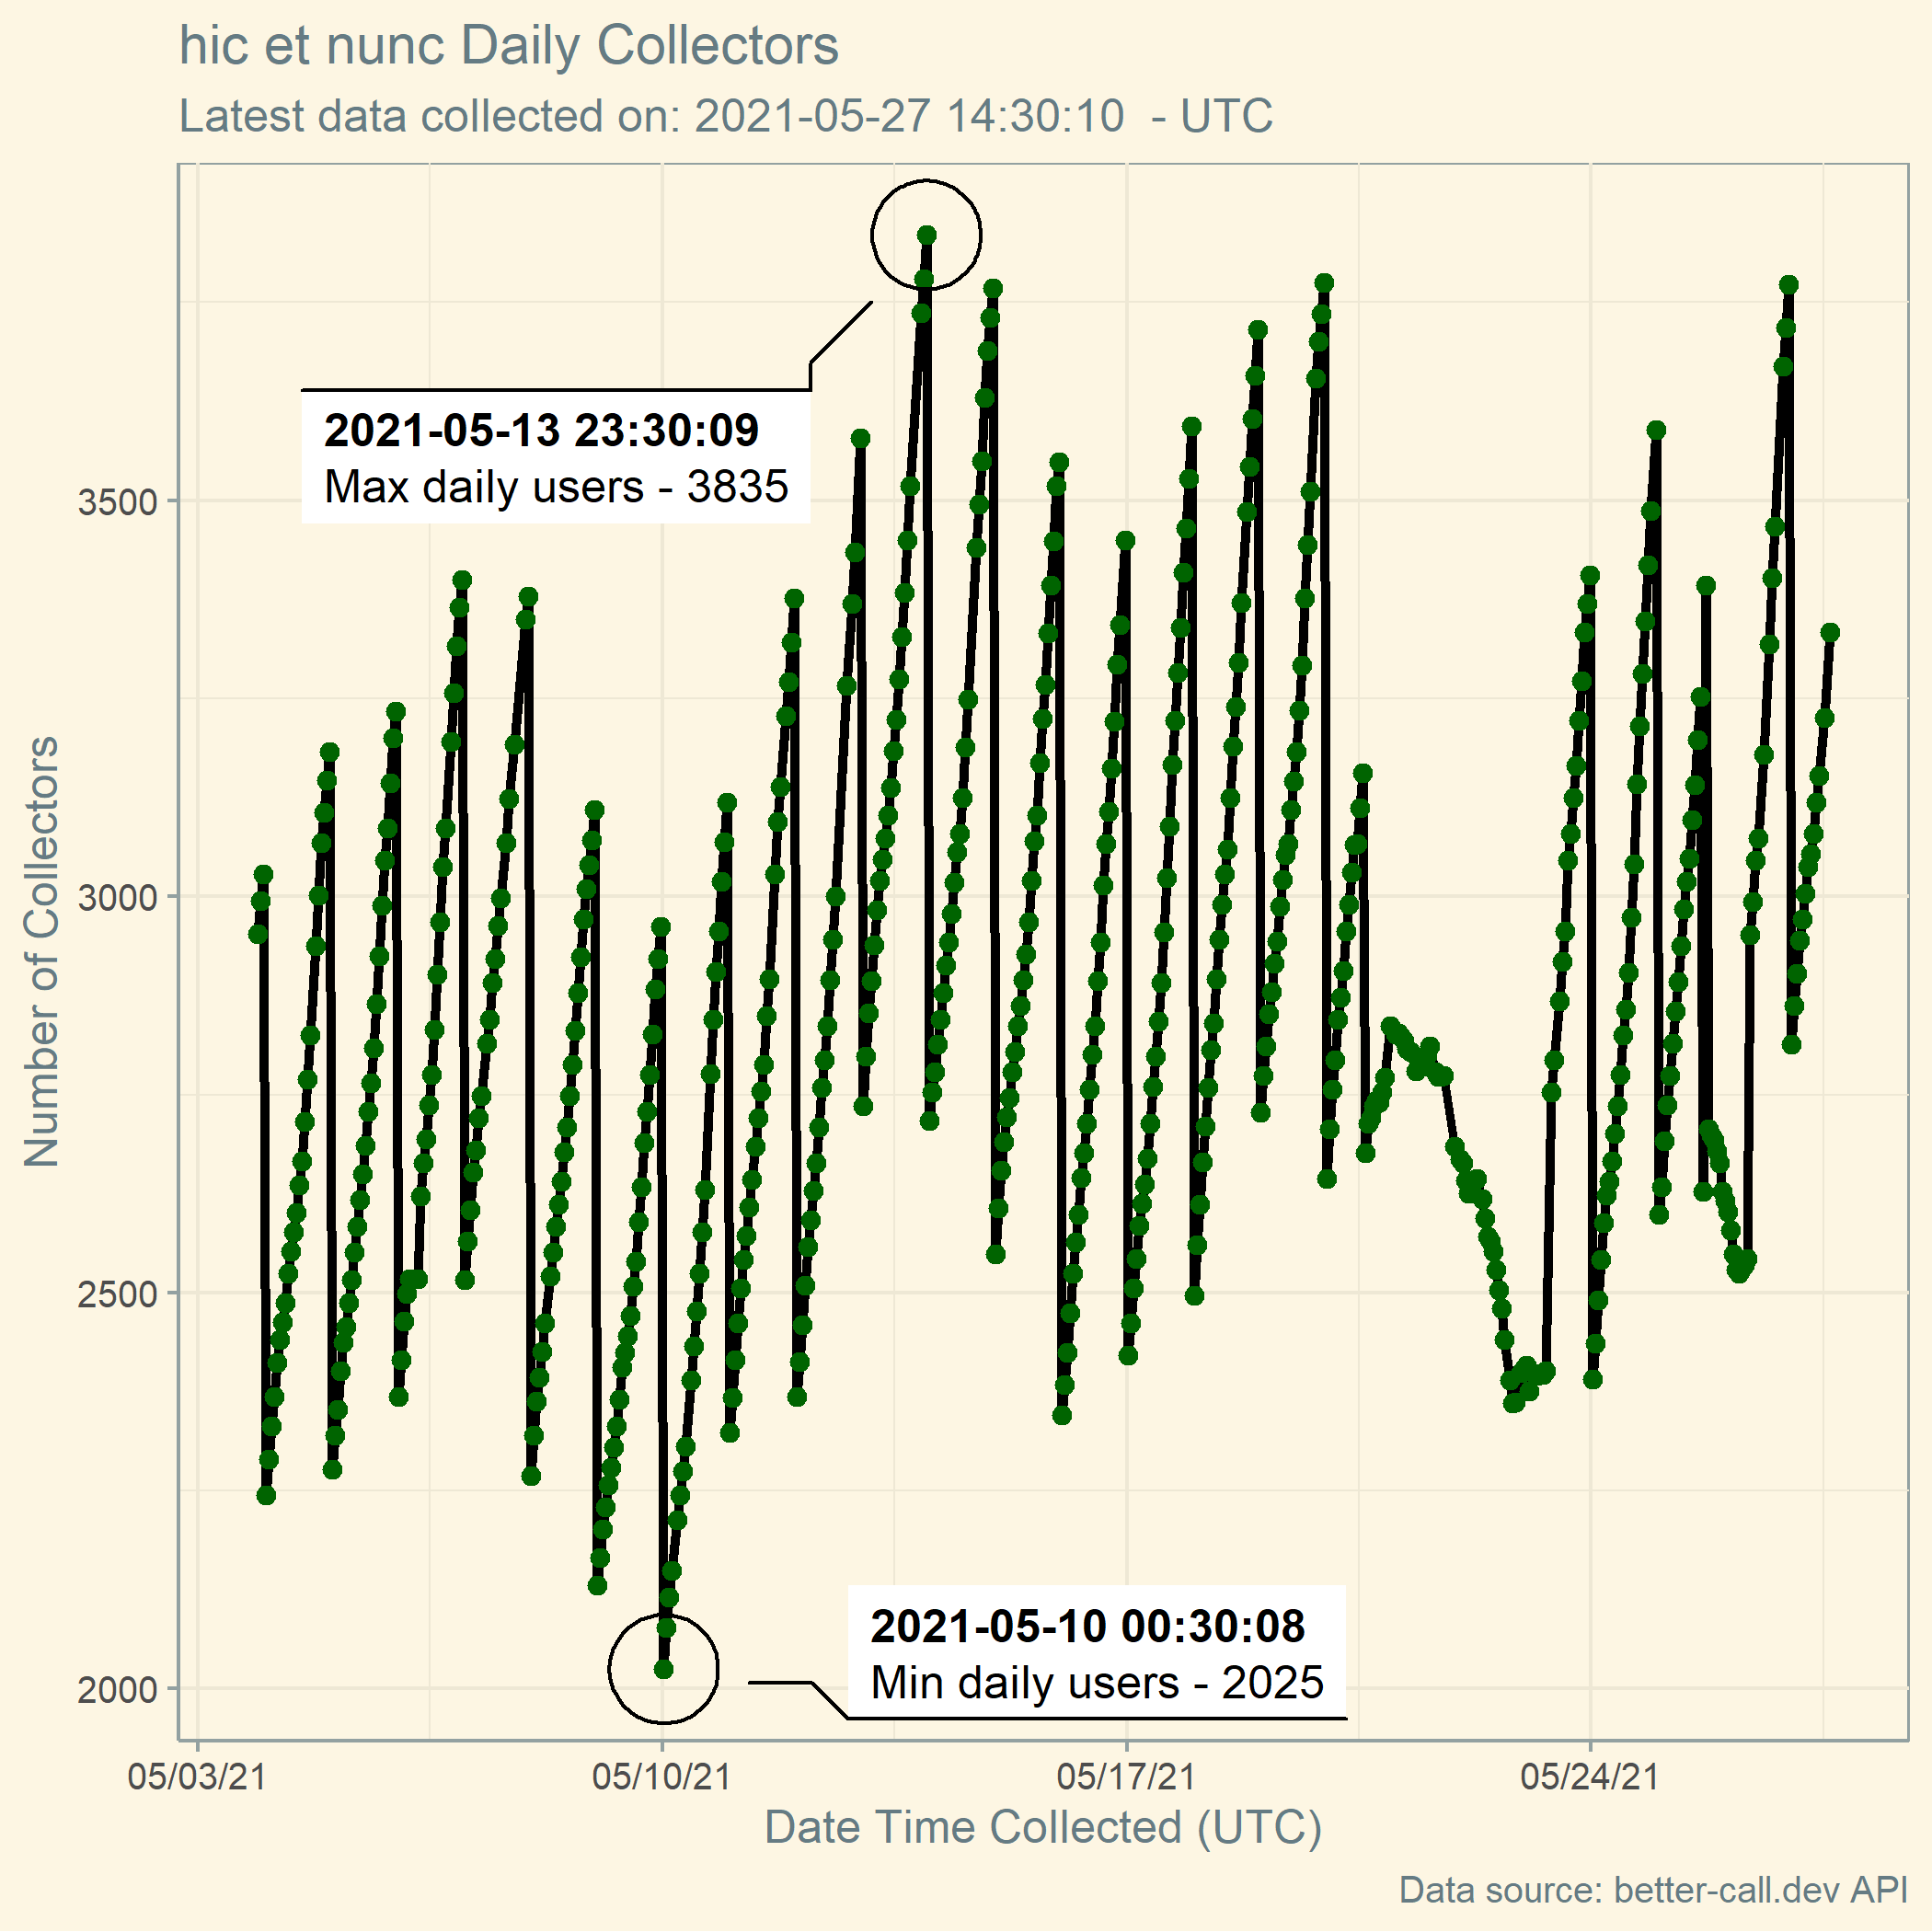 hic et nunc Daily Collectors
Latest data collected on: 2021-05-27 14:30:10  - UTC
2021-05-13 23:30:09
Max daily users - 3835
3500
3000
2500
2000
Number of Collectors
2021-05-10 00:30:08
Min daily users - 2025
05/03/21 05/10/21 05/17/21 05/24/21
Date Time Collected (UTC)
Data source: better-call.dev API